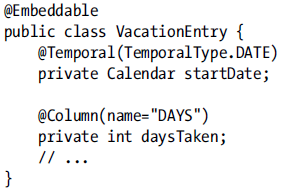 @Embeddable
public class VacationEntry {
    @Temporal(TemporalType.DATE)
    private Calendar startDate;

    @Column(name="DAYS")
    private int daysTaken;
    // ...
}